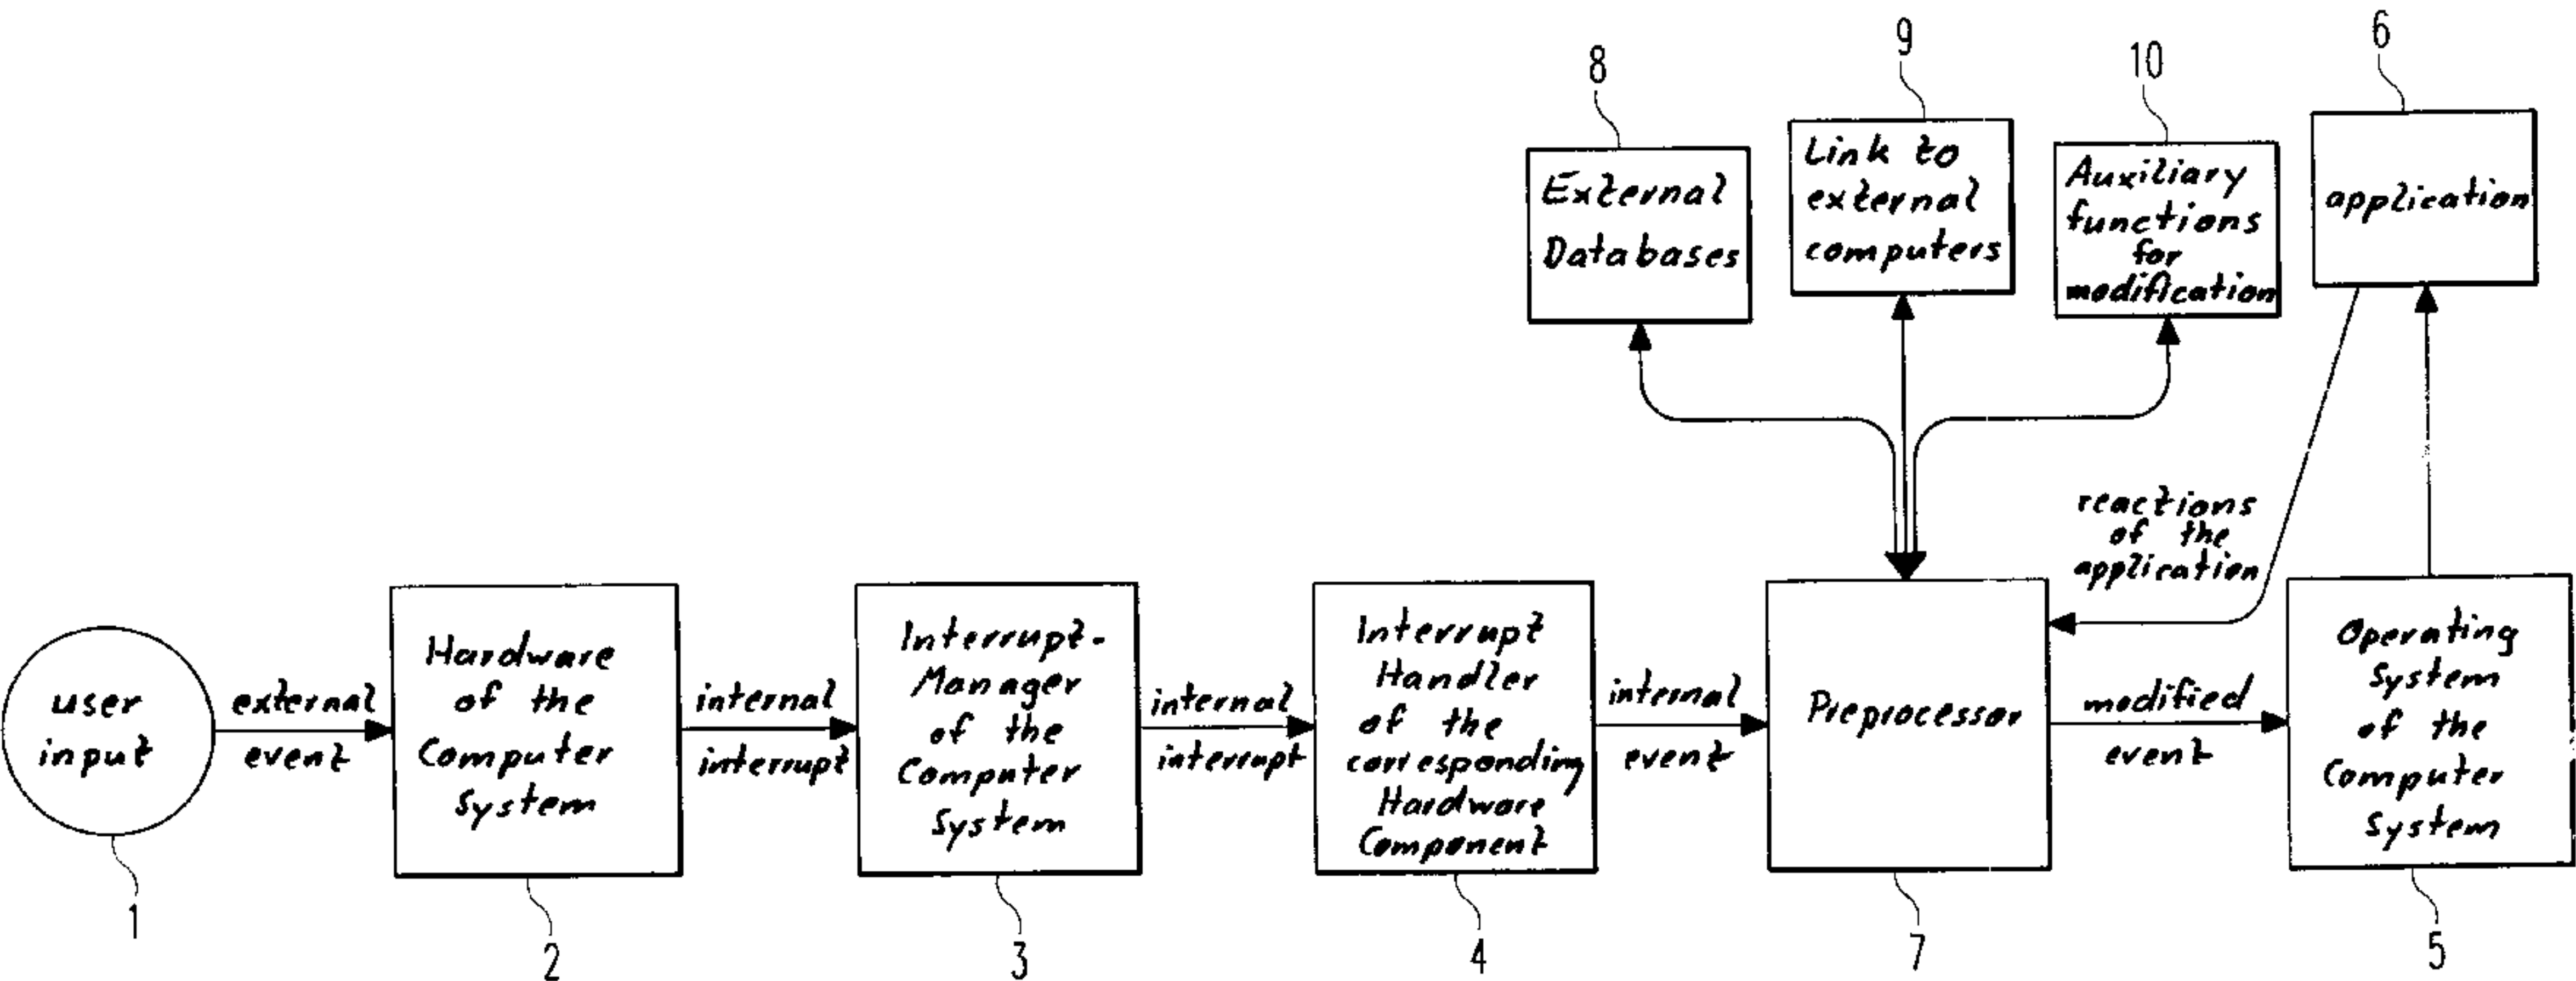 8
9
10
6
External
Databases
Link to
external
computers
Auxiliary
functions
for
modification
application
reactions
of the
application
user
input
external
event
Hardware
of the
Computer
System
internal
interrupt
Interrupt-
Manager
of the
Computer
System
internal
interrupt
Interrupt
Handler
of the
corresponding
Hardware
Component
internal
event
Preprocessor
modified
event
Operating
System
of the
Computer
System
1
2
3
4
7
5